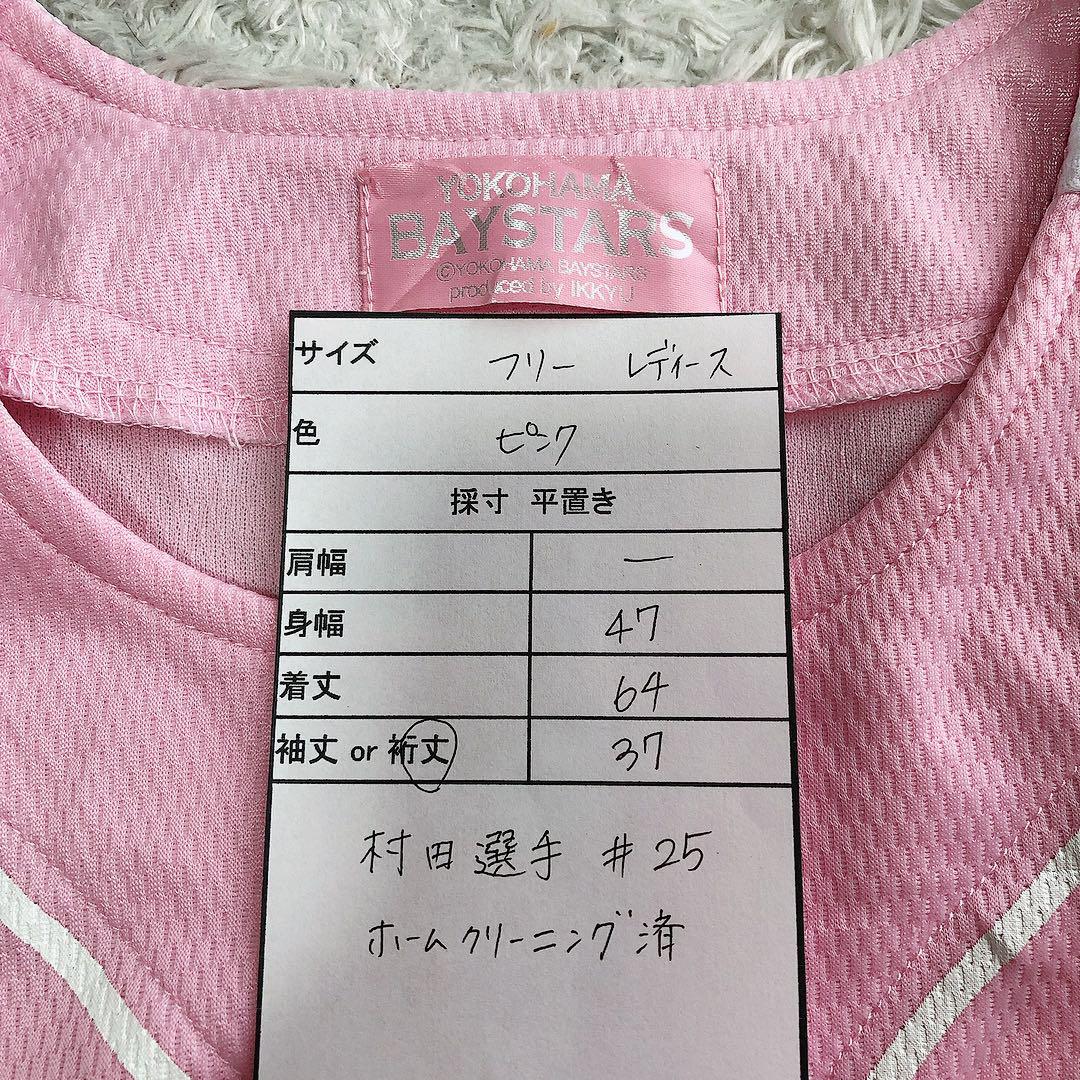 YOKOHAMA
BAYSTARS
©YOKOHAMA BAYSTARS
produced by IKKYU
サイズ フリー レディース
色 ピンク
採寸 平置き
肩幅 ー
身幅 47
着丈 64
袖丈 or 裄丈 37
村田選手 #25
ホームクリーニング済